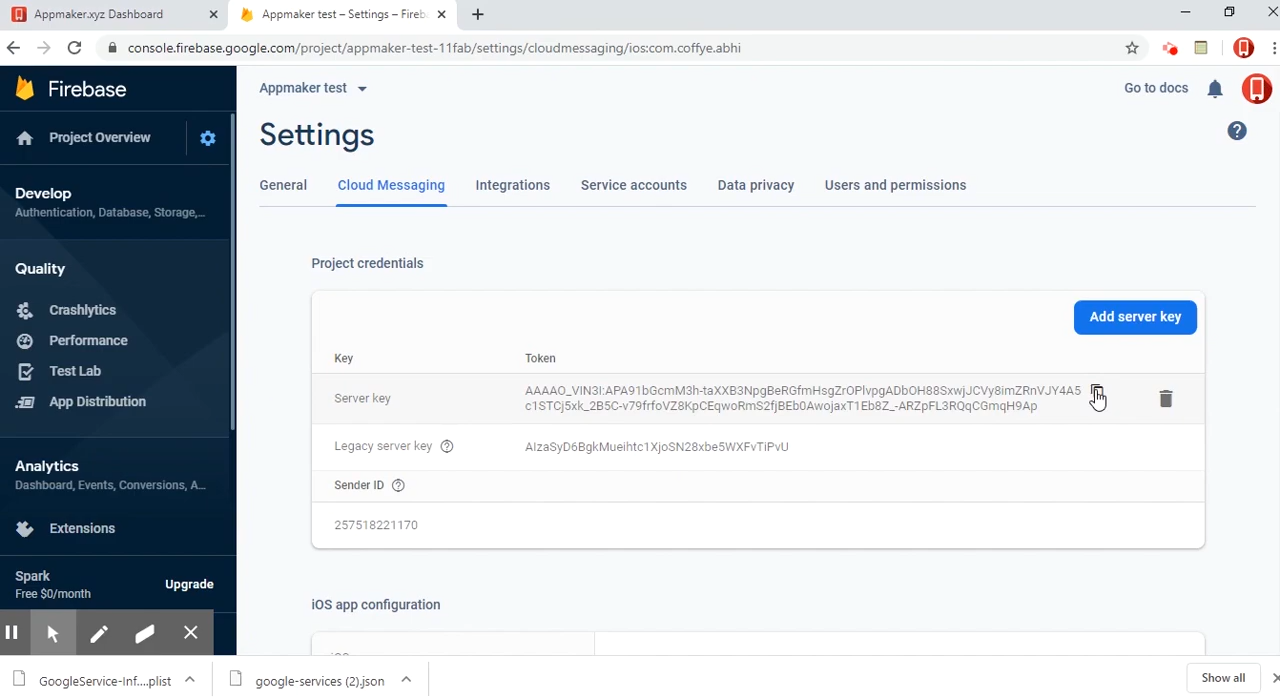 Appmaker.xyz Dashboard
Appmaker test – Settings – Fireb
console.firebase.google.com/project/appmaker-test-11fab/settings/cloudmessaging/ios:com.coffye.abhi
Firebase
Appmaker test
Go to docs
Project Overview
Settings
General
Cloud Messaging
Integrations
Service accounts
Data privacy
Users and permissions
Develop
Authentication, Database, Storage,...
Quality
Crashlytics
Performance
Test Lab
App Distribution
Analytics
Dashboard, Events, Conversions, A...
Extensions
Spark
Free $0/month
Upgrade
Project credentials
Add server key
Key
Token
Server key
AAAAO_VIN3I:APA91bGcmM3h-taXXB3NpgBeRGfmHsgZrOPlvpgADbOH88SxwjJCVy8imZRnVJY4A5
c1STCj5xk_2B5C-v79frfoVZ8KpCEqwoRmS2fjBEb0AwojaxT1Eb8Z_-ARZpFL3RQqCGmqH9Ap
Legacy server key
AIzaSyD6BgkMueihtc1XjoSN28xbe5WXFvTiPvU
Sender ID
257518221170
iOS app configuration
GoogleService-Inf....plist
google-services (2).json
Show all